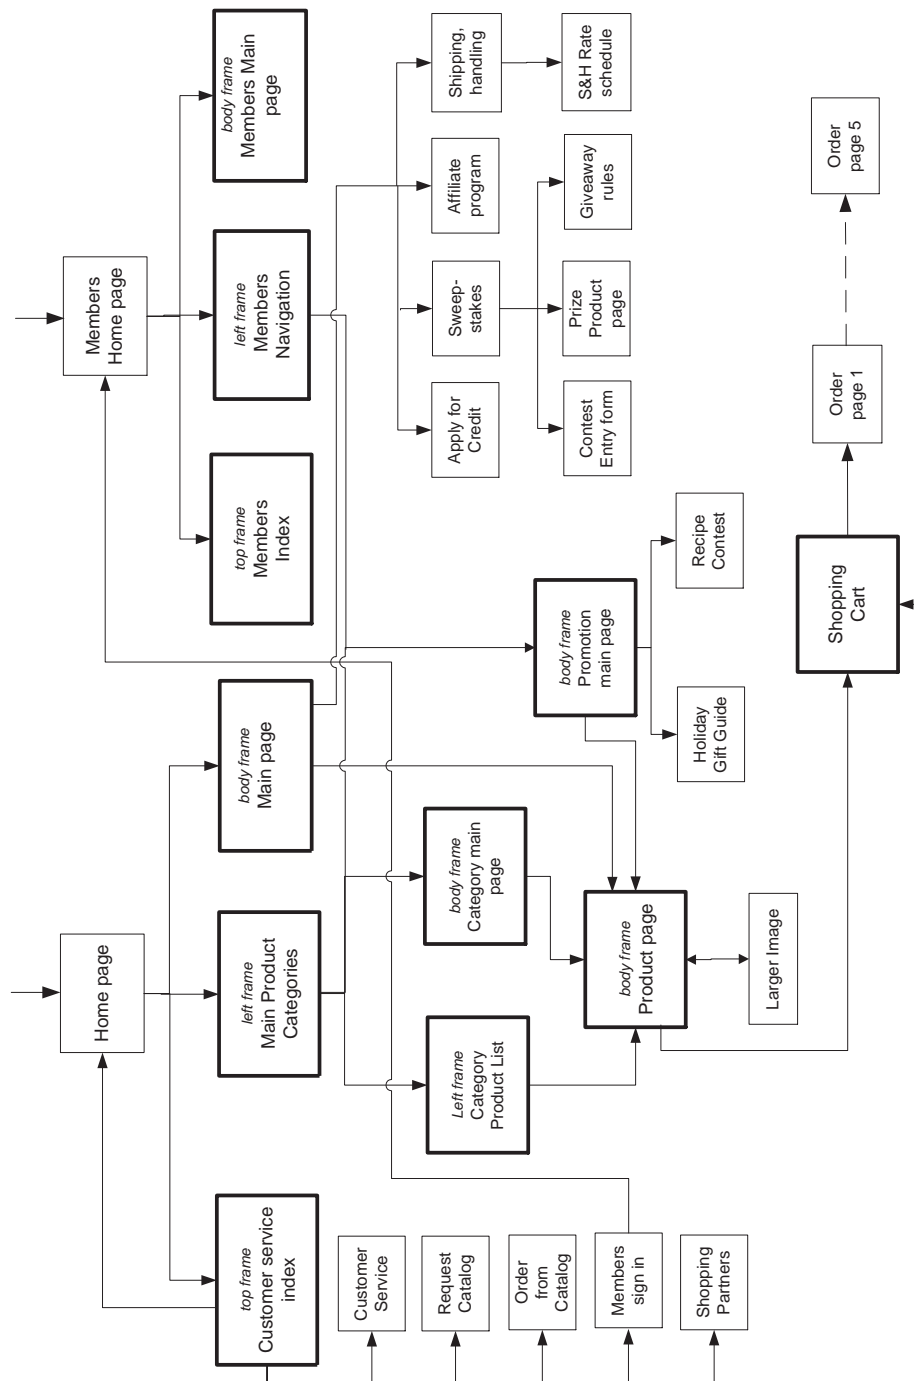 Home page
top frame
Customer service
index
left frame
Main Product
Categories
body frame
Main page
Members
Home page
top frame
Members
Index
left frame
Members
Navigation
body frame
Members Main
page
Customer
Service
Request
Catalog
Order
from
Catalog
Members
sign in
Shopping
Partners
Left frame
Category
Product List
body frame
Category main
page
body frame
Product page
Larger Image
body frame
Promotion
main page
Holiday
Gift Guide
Recipe
Contest
Apply for
Credit
Sweep-
stakes
Affiliate
program
Shipping,
handling
Contest
Entry form
Prize
Product
page
Giveaway
rules
S&H Rate
schedule
Shopping
Cart
Order
page 1
Order
page 5